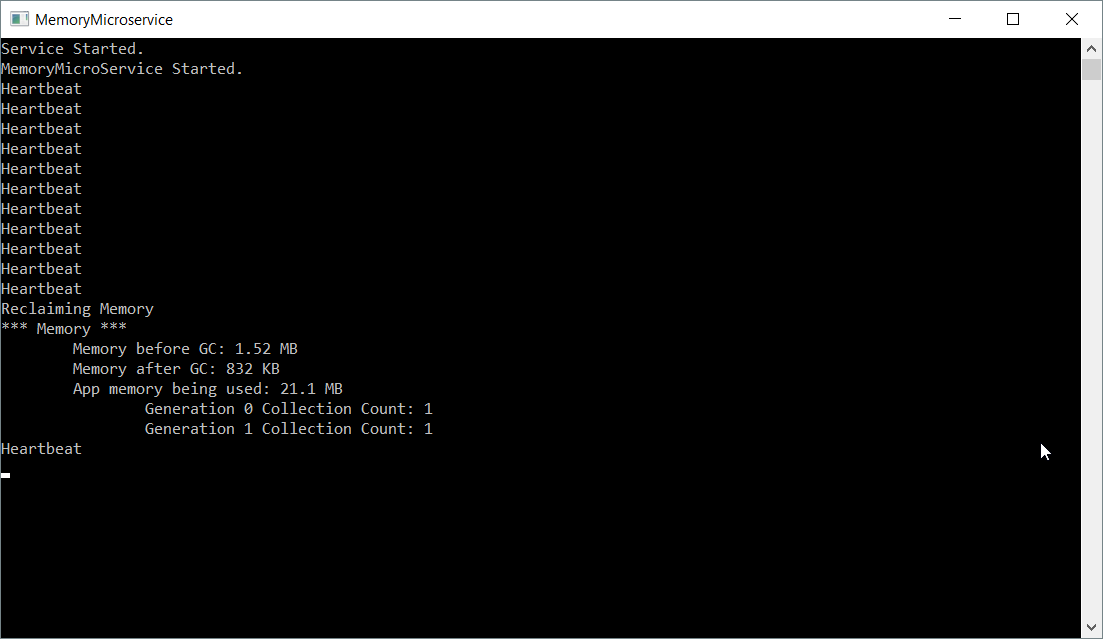 MemoryMicroservice
Service Started.
MemoryMicroService Started.
Heartbeat
Heartbeat
Heartbeat
Heartbeat
Heartbeat
Heartbeat
Heartbeat
Heartbeat
Heartbeat
Heartbeat
Heartbeat
Reclaiming Memory
*** Memory ***
Memory before GC: 1.52 MB
Memory after GC: 832 KB
App memory being used: 21.1 MB
Generation 0 Collection Count: 1
Generation 1 Collection Count: 1
Heartbeat